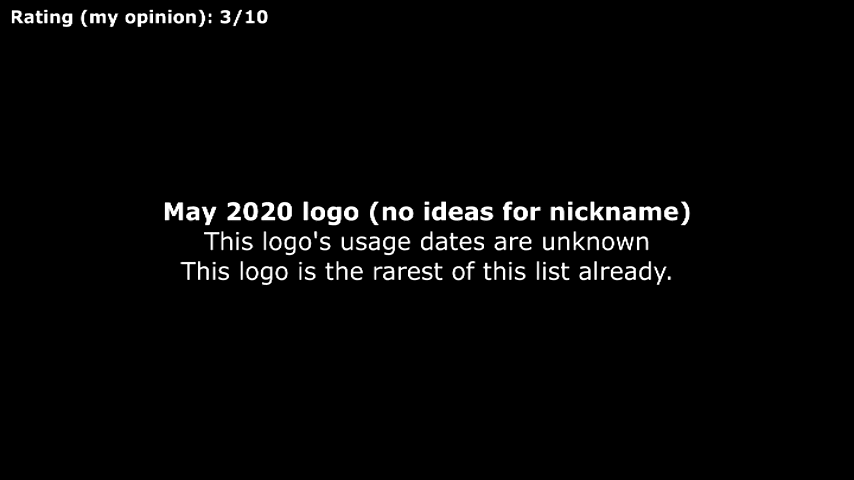 Rating (my opinion): 3/10
May 2020 logo (no ideas for nickname)
This logo's usage dates are unknown
This logo is the rarest of this list already.